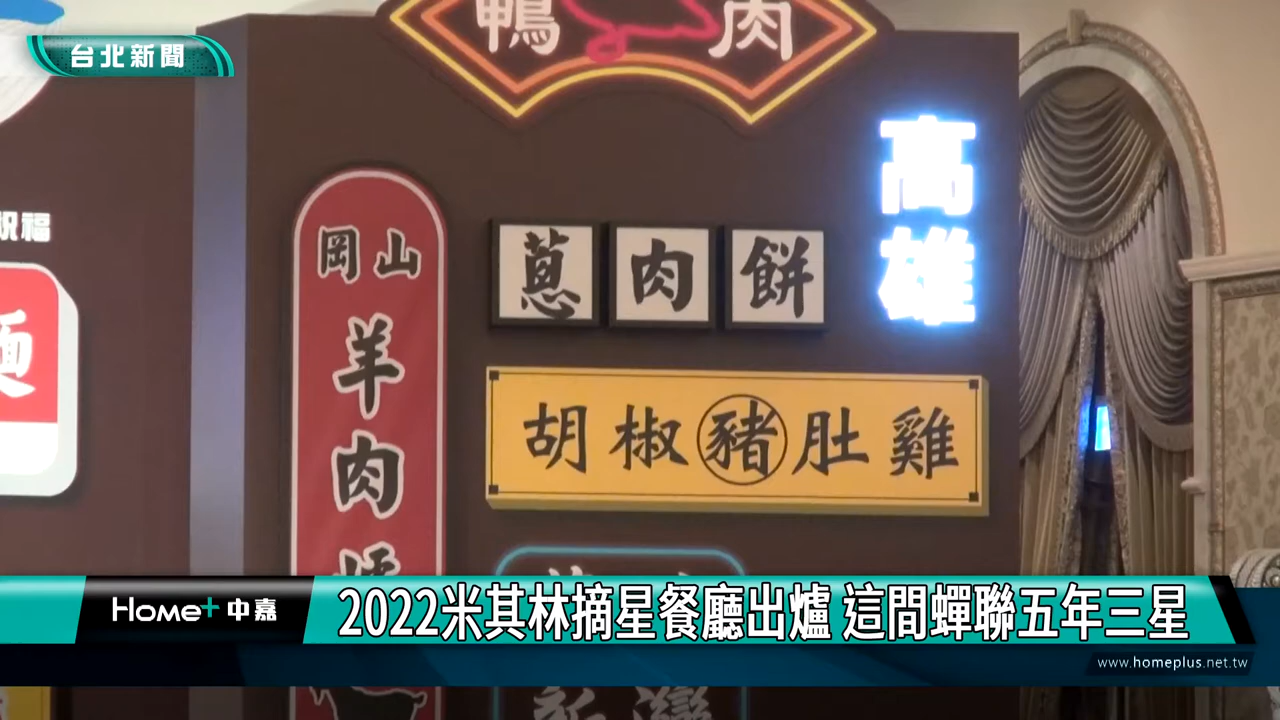 台北新聞
鴨肉
高雄
祝福
岡山羊肉
蔥肉餅
胡椒豬肚雞
Home+中嘉
2022米其林摘星餐廳出爐 這間蟬聯五年三星
www.homeplus.net.tw